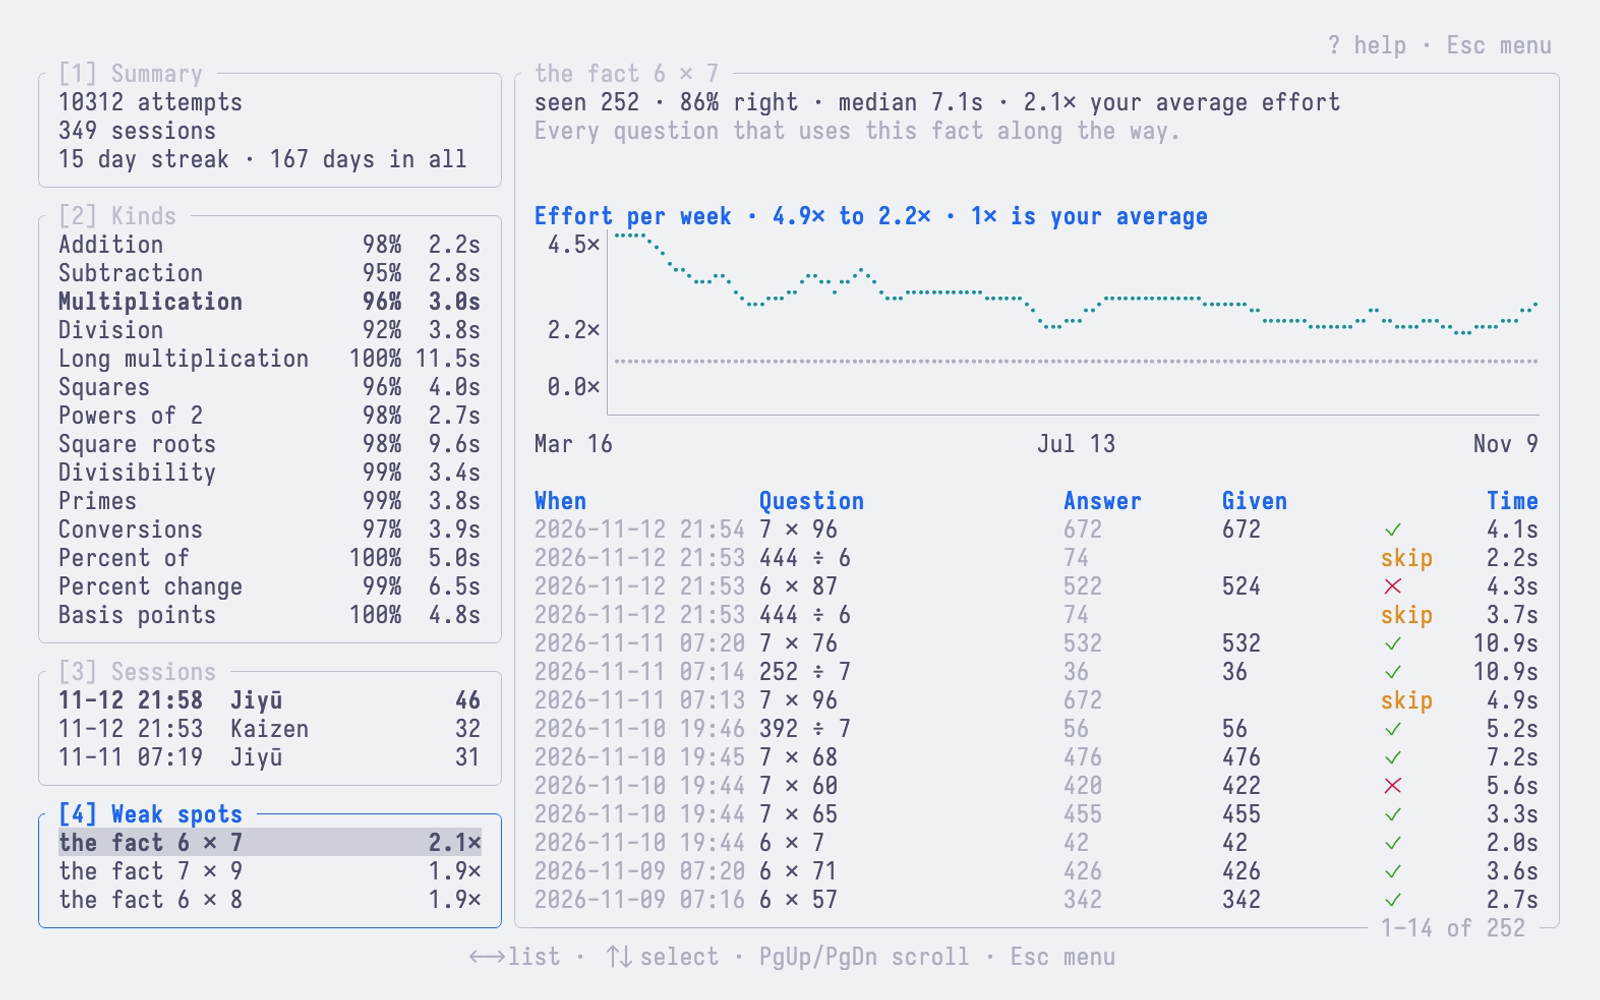 ? help · Esc menu
[1] Summary
10312 attempts
349 sessions
15 day streak · 167 days in all
[2] Kinds
Addition 98% 2.2s
Subtraction 95% 2.8s
Multiplication 96% 3.0s
Division 92% 3.8s
Long multiplication 100% 11.5s
Squares 96% 4.0s
Powers of 2 98% 2.7s
Square roots 98% 9.6s
Divisibility 99% 3.4s
Primes 99% 3.8s
Conversions 97% 3.9s
Percent of 100% 5.0s
Percent change 99% 6.5s
Basis points 100% 4.8s
[3] Sessions
11-12 21:58 Jiyū 46
11-12 21:53 Kaizen 32
11-11 07:19 Jiyū 31
[4] Weak spots
the fact 6 × 7 2.1×
the fact 7 × 9 1.9×
the fact 6 × 8 1.9×
the fact 6 × 7
seen 252 · 86% right · median 7.1s · 2.1× your average effort
Every question that uses this fact along the way.
Effort per week · 4.9× to 2.2× · 1× is your average
4.5×
2.2×
0.0×
Mar 16 Jul 13 Nov 9
When Question Answer Given Time
2026-11-12 21:54 7 × 96 672 672 ✓ 4.1s
2026-11-12 21:53 444 ÷ 6 74 skip 2.2s
2026-11-12 21:53 6 × 87 522 524 ✗ 4.3s
2026-11-12 21:53 444 ÷ 6 74 skip 3.7s
2026-11-11 07:20 7 × 76 532 532 ✓ 10.9s
2026-11-11 07:14 252 ÷ 7 36 36 ✓ 10.9s
2026-11-11 07:13 7 × 96 672 skip 4.9s
2026-11-10 19:46 392 ÷ 7 56 56 ✓ 5.2s
2026-11-10 19:45 7 × 68 476 476 ✓ 7.2s
2026-11-10 19:44 7 × 60 420 422 ✗ 5.6s
2026-11-10 19:44 7 × 65 455 455 ✓ 3.3s
2026-11-10 19:44 6 × 7 42 42 ✓ 2.0s
2026-11-09 07:20 6 × 71 426 426 ✓ 3.6s
2026-11-09 07:16 6 × 57 342 342 ✓ 2.7s
1-14 of 252
←→ list · ↑↓ select · PgUp/PgDn scroll · Esc menu